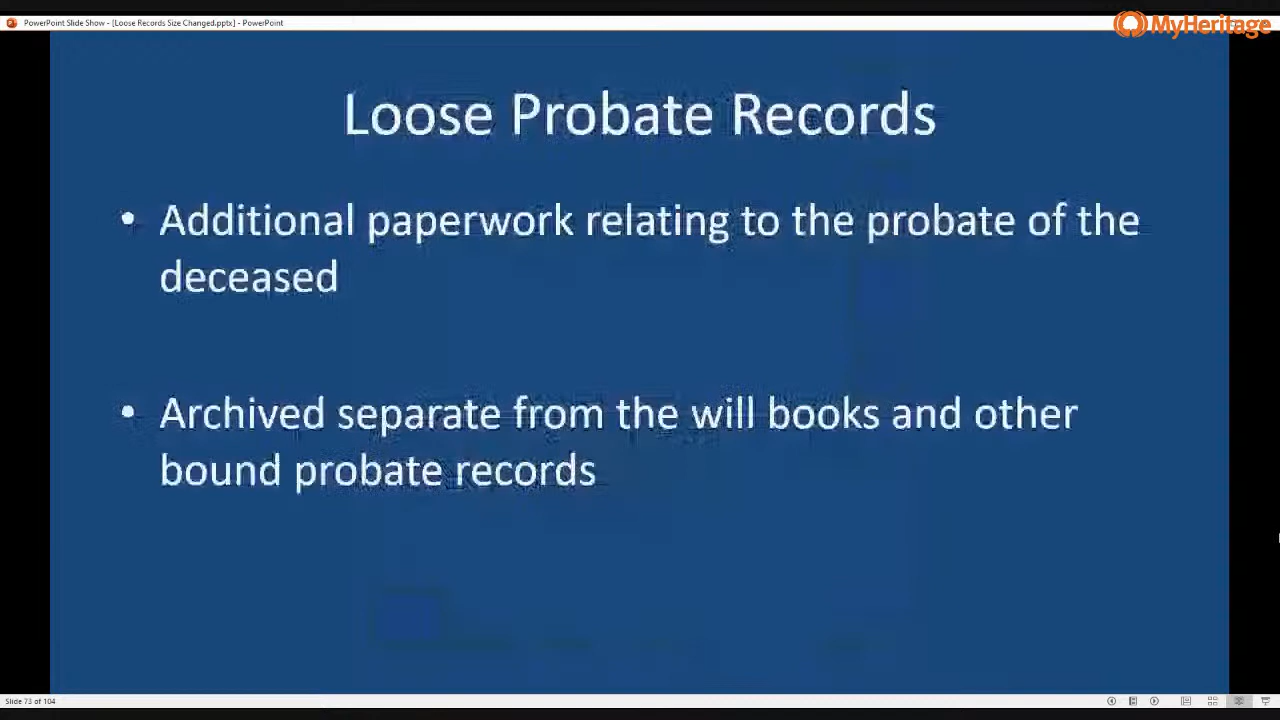 PowerPoint Slide Show - [Loose Records Size Changed.pptx] - PowerPoint
MyHeritage
Loose Probate Records
• Additional paperwork relating to the probate of the
deceased
• Archived separate from the will books and other
bound probate records
Slide 73 of 104